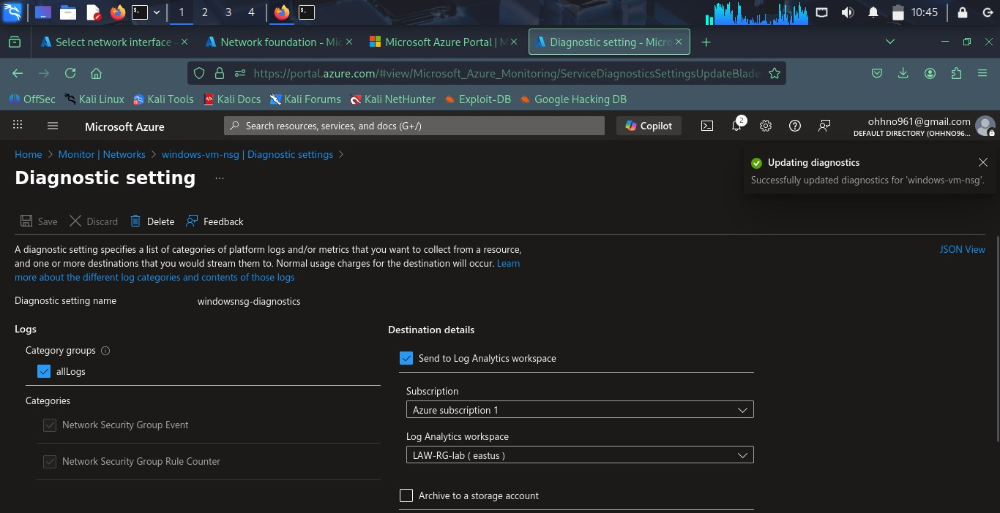 1 2 3 4 10:45
Select network interface - Network foundation - Mic Microsoft Azure Portal | M Diagnostic setting - Micro
https://portal.azure.com/#view/Microsoft_Azure_Monitoring/ServiceDiagnosticsSettingsUpdateBlade
OffSec Kali Linux Kali Tools Kali Docs Kali Forums Kali NetHunter Exploit-DB Google Hacking DB
Microsoft Azure Search resources, services, and docs (G+/) Copilot 2 ohhno961@gmail.com
DEFAULT DIRECTORY (OHHNO96...
Home > Monitor | Networks > windows-vm-nsg | Diagnostic settings >
Diagnostic setting ...
Updating diagnostics
Successfully updated diagnostics for 'windows-vm-nsg'.
Save Discard Delete Feedback
A diagnostic setting specifies a list of categories of platform logs and/or metrics that you want to collect from a resource,
and one or more destinations that you would stream them to. Normal usage charges for the destination will occur. Learn
more about the different log categories and contents of those logs
JSON View
Diagnostic setting name windowsnsg-diagnostics
Logs
Category groups
allLogs
Categories
Network Security Group Event
Network Security Group Rule Counter
Destination details
Send to Log Analytics workspace
Subscription
Azure subscription 1
Log Analytics workspace
LAW-RG-lab ( eastus )
Archive to a storage account